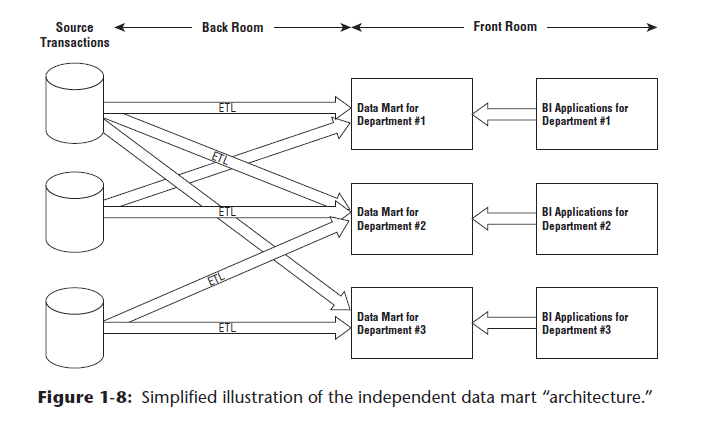 Source
Transactions
Back Room
Front Room
ETL
Data Mart for
Department #1
BI Applications for
Department #1
ETL
ETL
Data Mart for
Department #2
BI Applications for
Department #2
ETL
ETL
Data Mart for
Department #3
BI Applications for
Department #3
Figure 1-8: Simplified illustration of the independent data mart “architecture.”